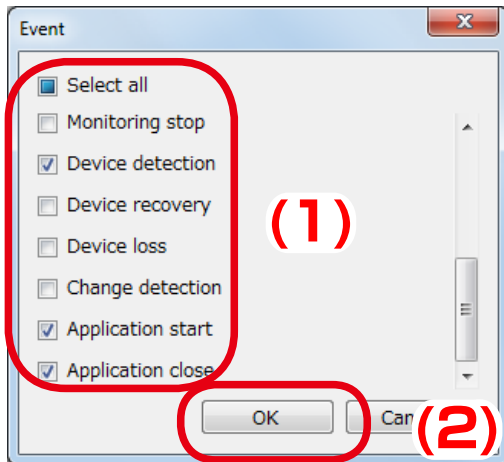 Event
Select all
Monitoring stop
Device detection
Device recovery
Device loss
Change detection
Application start
Application close
(1)
OK
Can
(2)